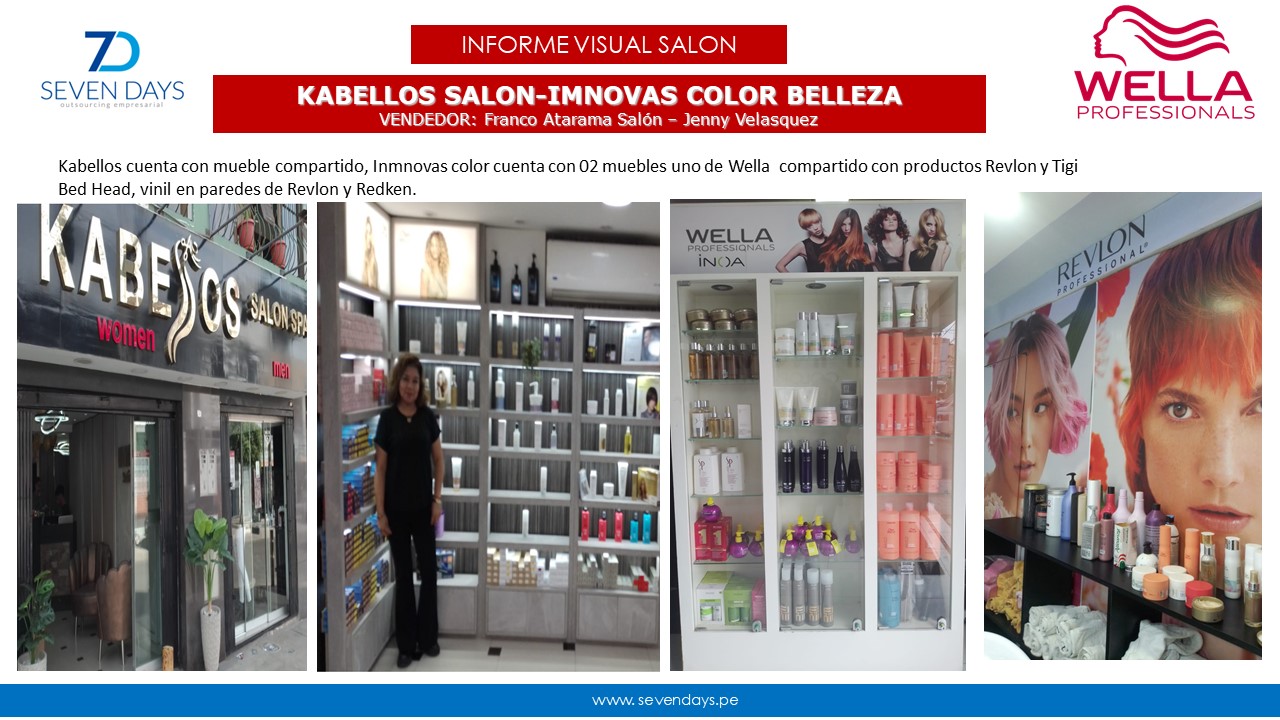 7D
SEVEN DAYS
outsourcing empresarial
INFORME VISUAL SALON
WELLA
PROFESSIONALS
KABELLOS SALON-IMNOVAS COLOR BELLEZA
VENDEDOR: Franco Atarama Salón – Jenny Velasquez
Kabellos cuenta con mueble compartido, Inmnovas color cuenta con 02 muebles uno de Wella compartido con productos Revlon y Tigi
Bed Head, vinil en paredes de Revlon y Redken.
KABELLOS
SALON SPA
women
men
WELLA
PROFESSIONALS
INOA
REVLON
PROFESSIONAL
www.sevendays.pe